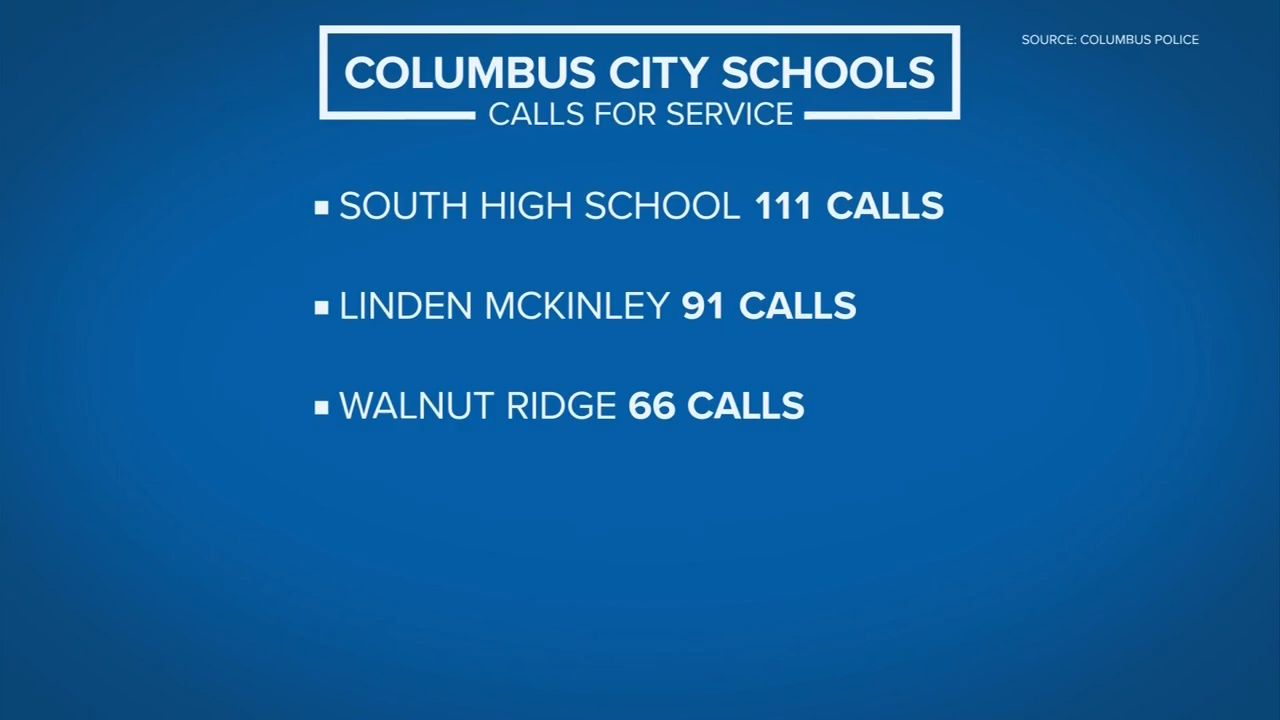 SOURCE: COLUMBUS POLICE
COLUMBUS CITY SCHOOLS
CALLS FOR SERVICE
▪ SOUTH HIGH SCHOOL 111 CALLS
▪ LINDEN MCKINLEY 91 CALLS
▪ WALNUT RIDGE 66 CALLS